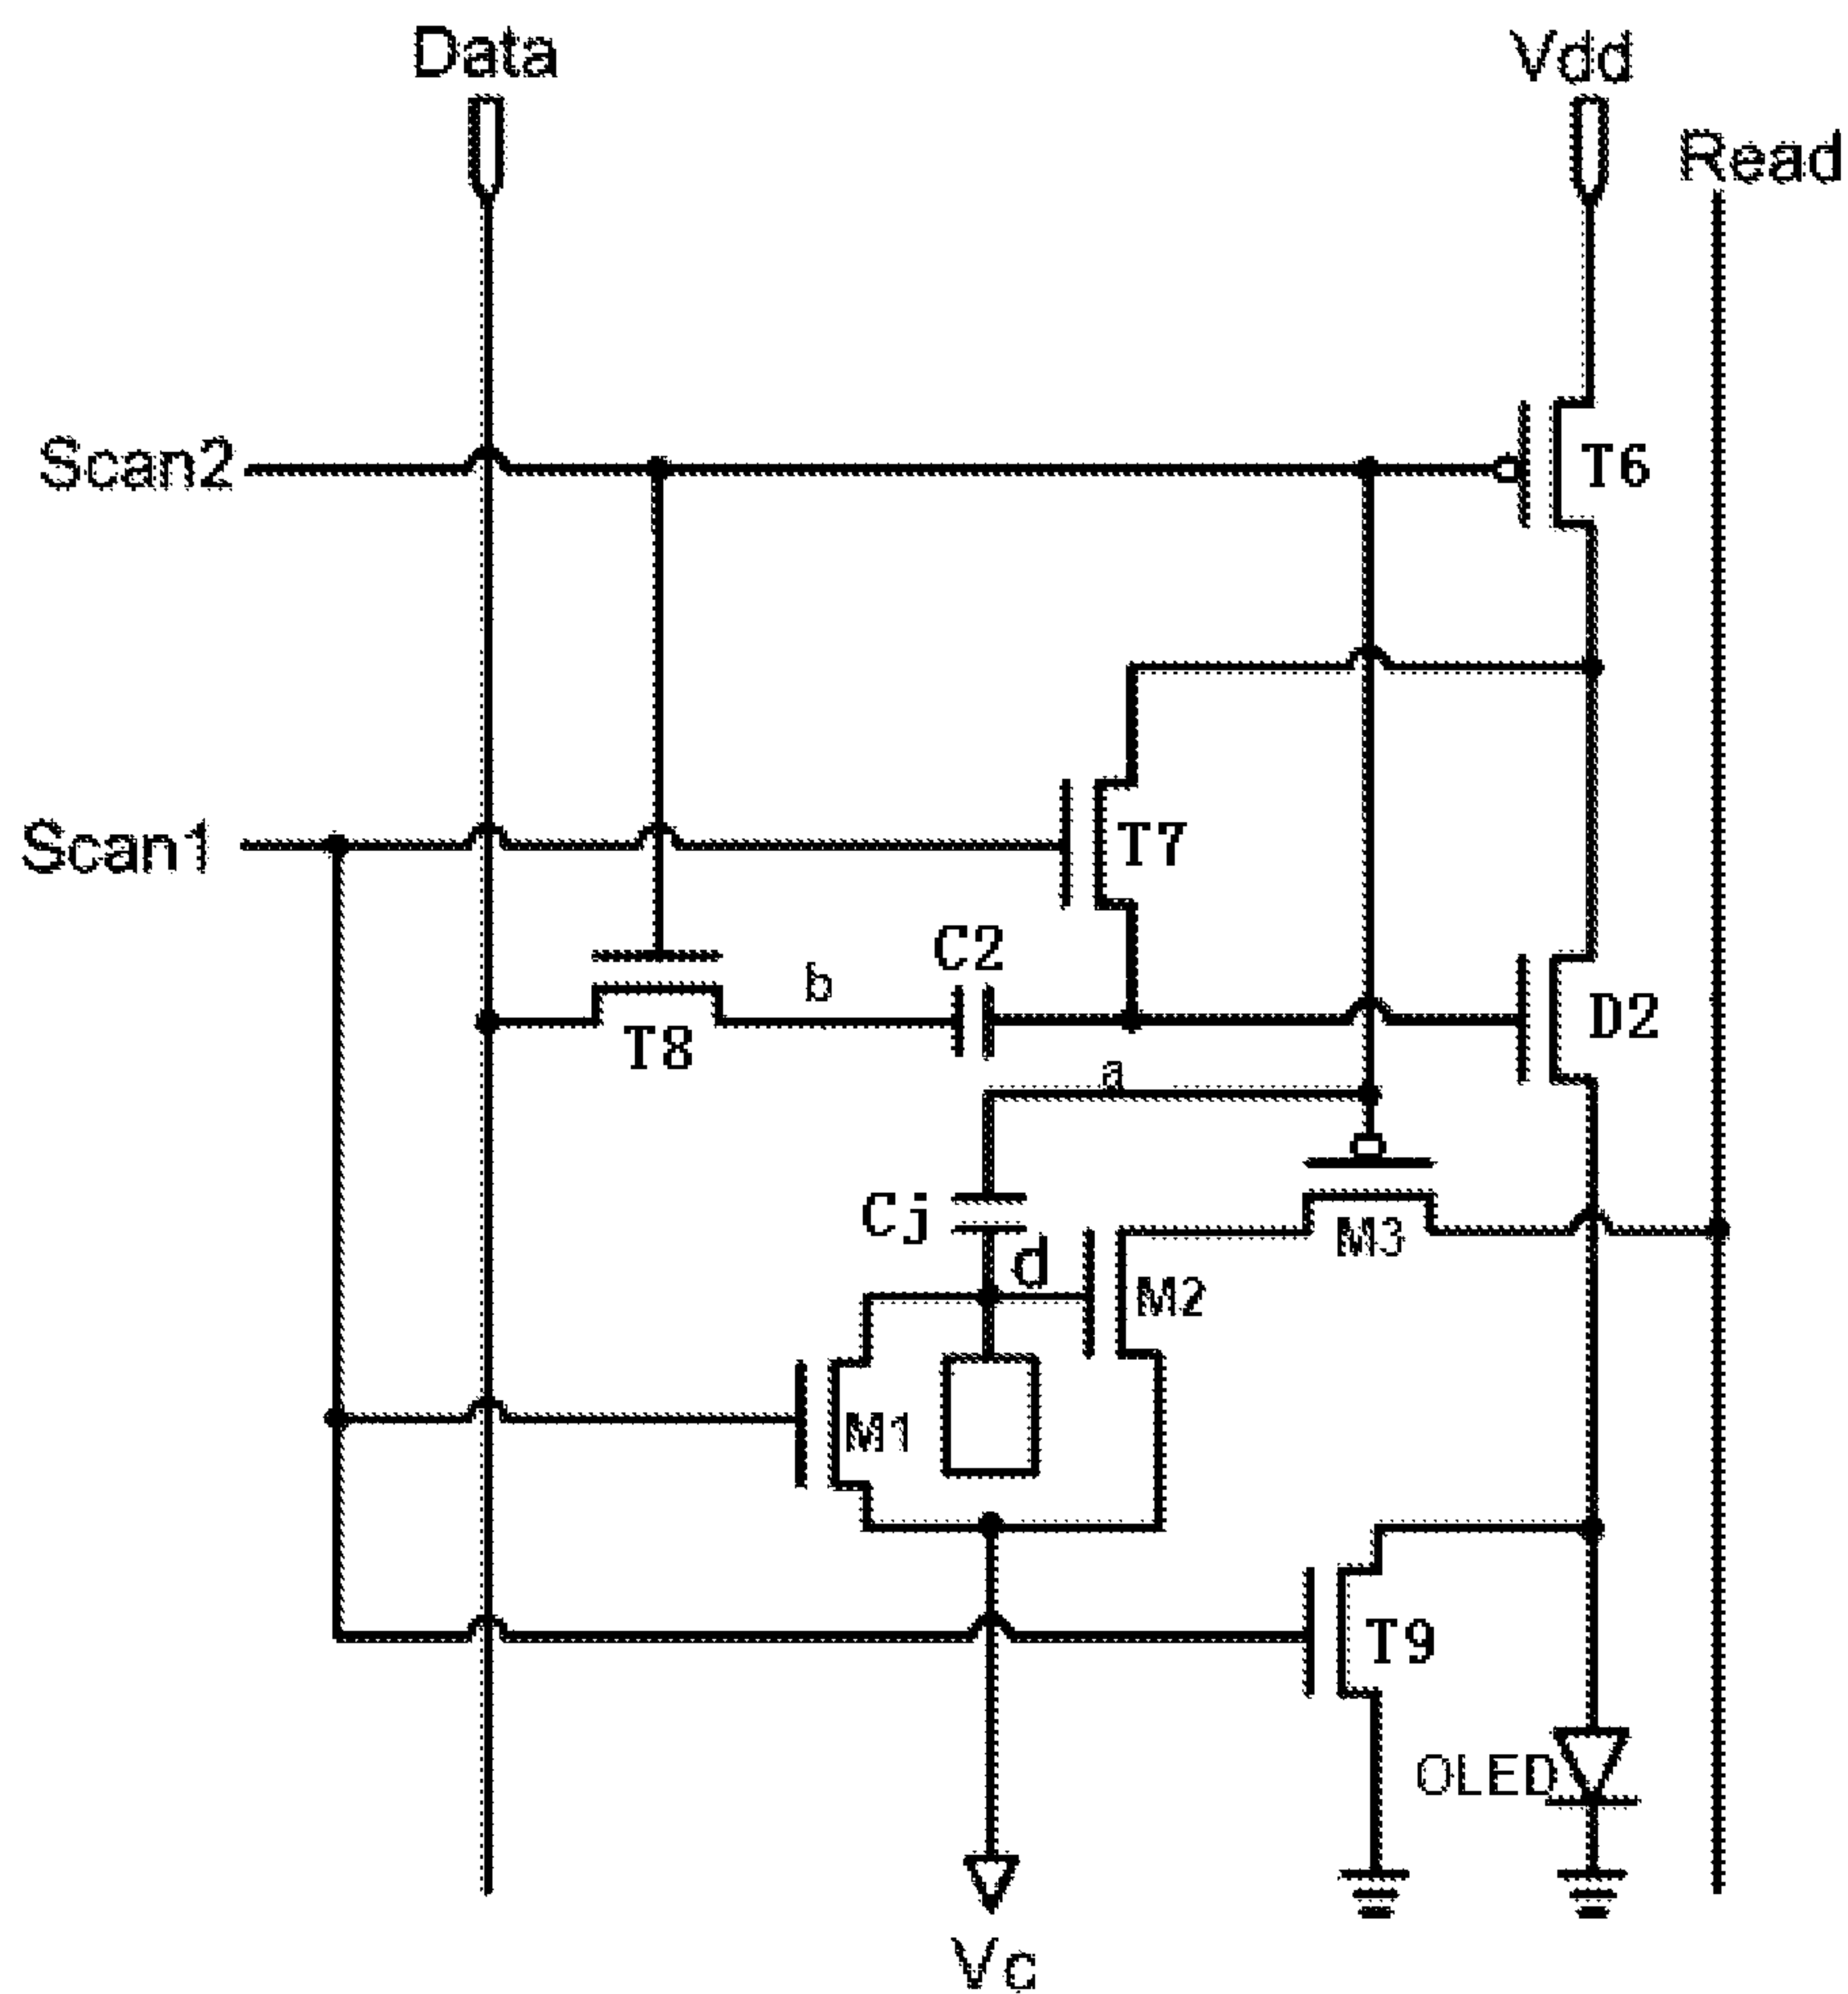 Data
Vdd
Read
Scan2
T6
Scan1
T7
C2
b
D2
T8
a
Cj
d
M3
M2
M1
T9
OLED
Vc